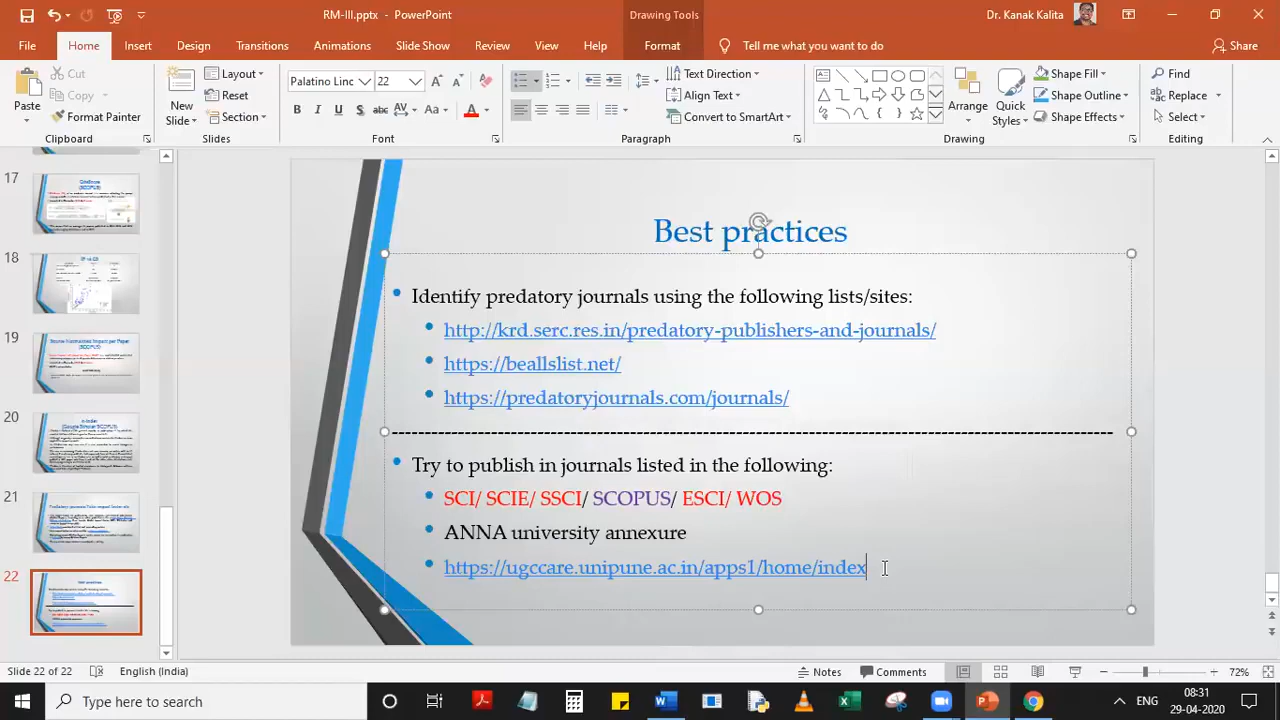 RM-III.pptx - PowerPoint
Drawing Tools
Dr. Kanak Kalita
File Home Insert Design Transitions Animations Slide Show Review View Help Format Tell me what you want to do Share
Paste
Cut
Copy
Format Painter
Clipboard
New Slide
Layout
Reset
Section
Slides
Palatino Linc 22
B I U S abc AV Aa A
Font
Text Direction
Align Text
Convert to SmartArt
Paragraph
Arrange
Quick Styles
Shape Fill
Shape Outline
Shape Effects
Drawing
Find
Replace
Select
Editing
17
18
19
20
21
22
Best practices
Identify predatory journals using the following lists/sites:
http://krd.serc.res.in/predatory-publishers-and-journals/
https://beallslist.net/
https://predatoryjournals.com/journals/
Try to publish in journals listed in the following:
SCI/ SCIE/ SSCI/ SCOPUS/ ESCI/ WOS
ANNA university annexure
https://ugccare.unipune.ac.in/apps1/home/index
Slide 22 of 22 English (India) Notes Comments 72%
Type here to search
ENG
08:31
29-04-2020